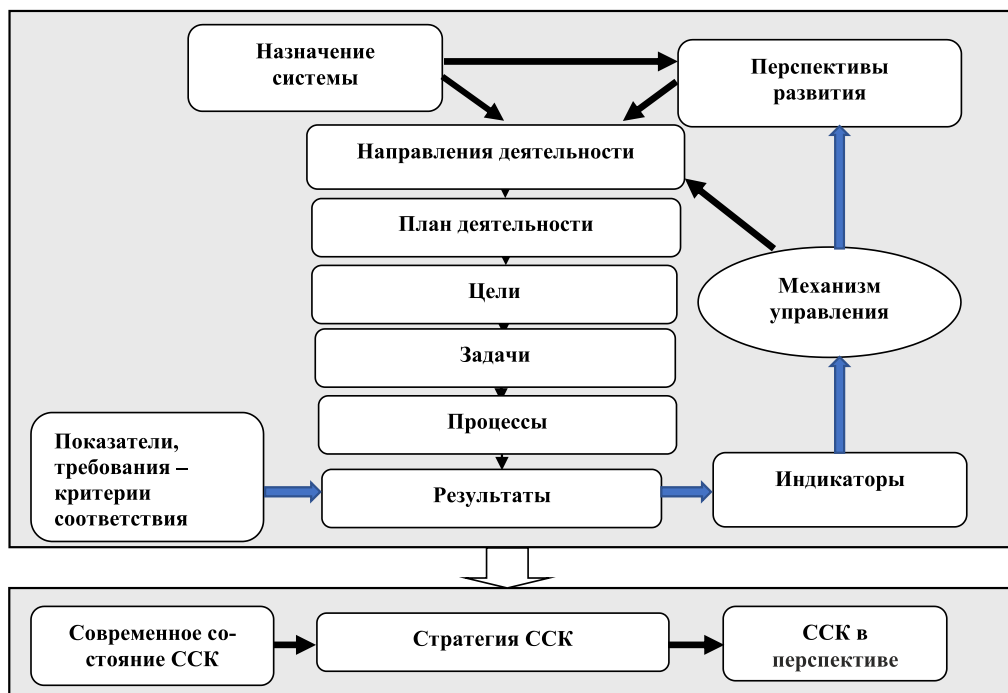 Назначение
системы
Перспективы
развития
Направления деятельности
План деятельности
Цели
Механизм
управления
Задачи
Процессы
Показатели,
требования –
критерии
соответствия
Результаты
Индикаторы
Современное со-
стояние ССК
Стратегия ССК
ССК в
перспективе